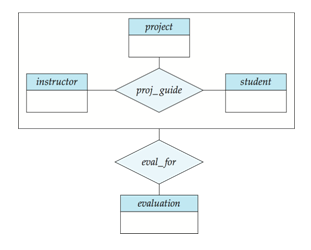 project
instructor
proj_guide
student
eval_for
evaluation